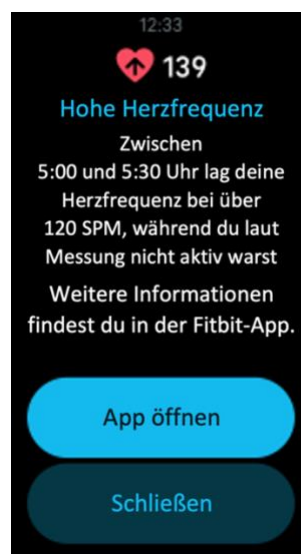 12:33
139
Hohe Herzfrequenz
Zwischen
5:00 und 5:30 Uhr lag deine
Herzfrequenz bei über
120 SPM, während du laut
Messung nicht aktiv warst
Weitere Informationen
findest du in der Fitbit-App.
App öffnen
Schließen